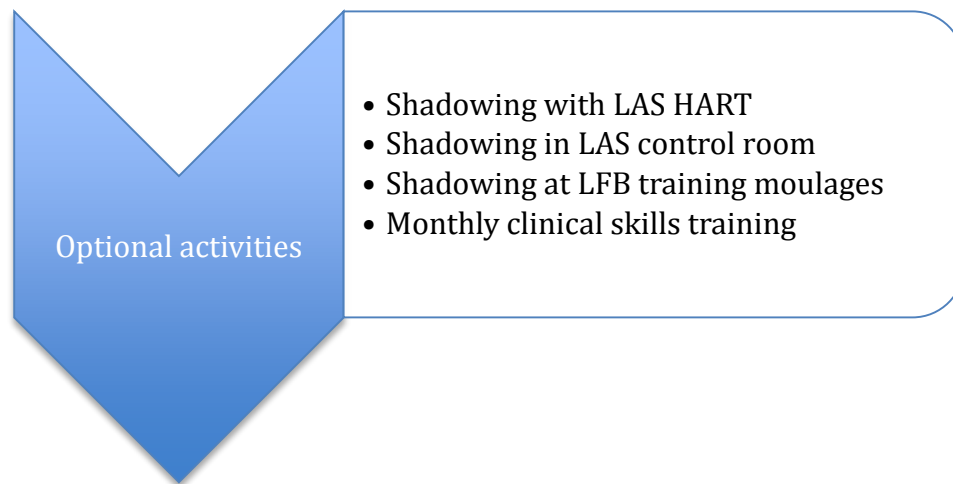 Optional activities
• Shadowing with LAS HART
• Shadowing in LAS control room
• Shadowing at LFB training moulages
• Monthly clinical skills training